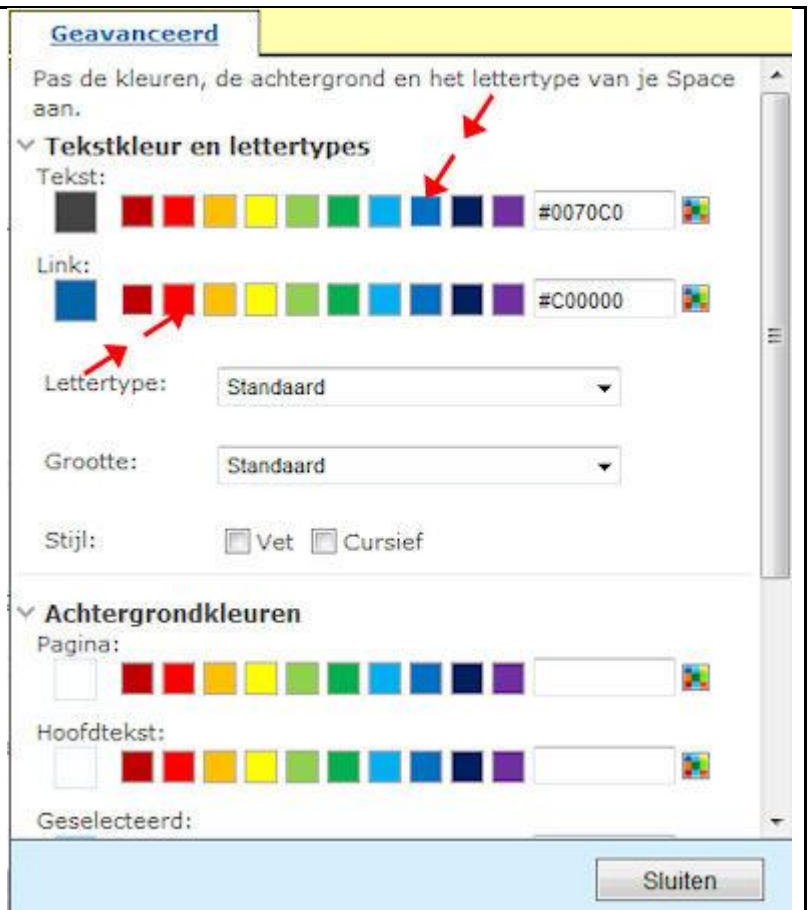 Geavanceerd
Pas de kleuren, de achtergrond en het lettertype van je Space
aan.
Tekstkleur en lettertypes
Tekst:
#0070C0
Link:
#C00000
Lettertype: Standaard
Grootte: Standaard
Stijl: Vet Cursief
Achtergrondkleuren
Pagina:
Hoofdtekst:
Geselecteerd:
Sluiten